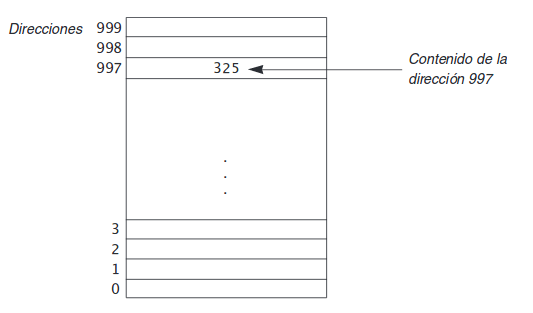 Direcciones 999
998
997 325 Contenido de la
dirección 997
.
.
.
3
2
1
0